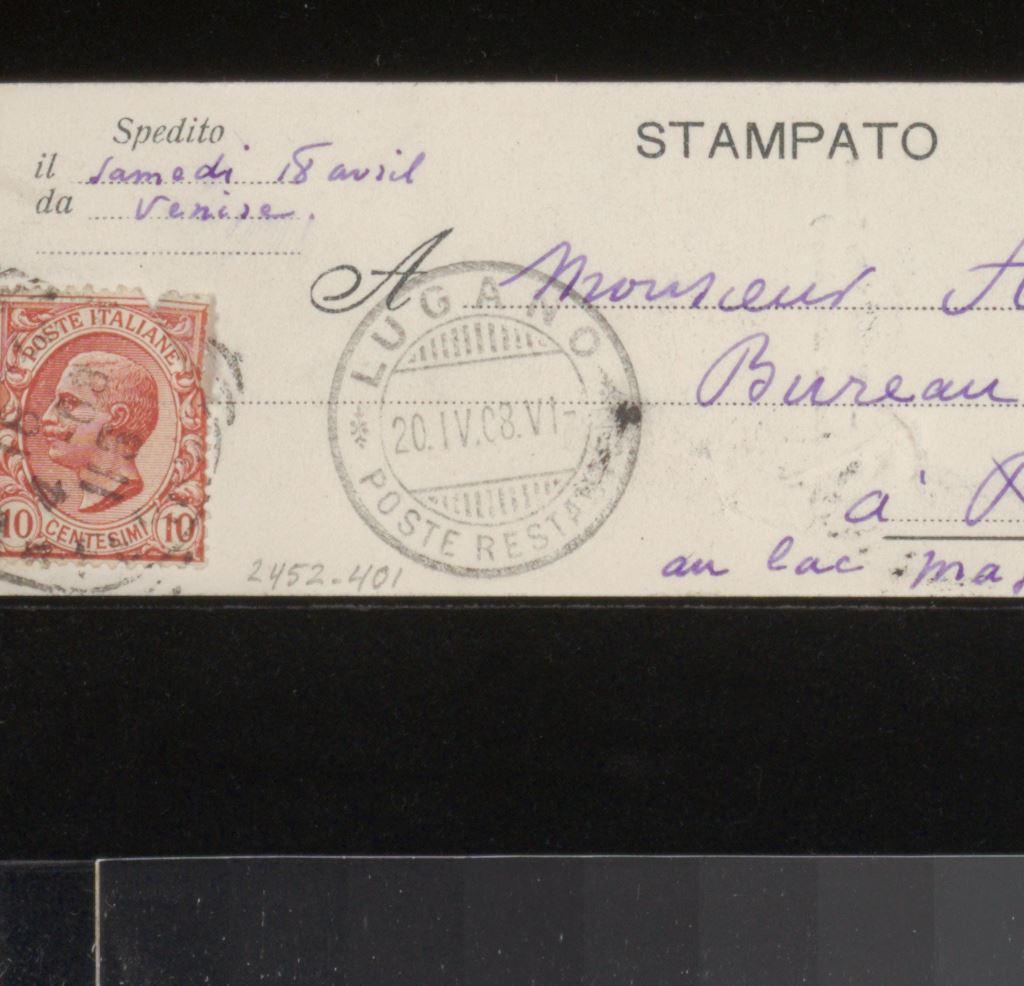 Spedito
il samedi 18 avril
da Venise.
STAMPATO
A Monsieur
Bureau
à
au lac
POSTE ITALIANE
10 CENTESIMI 10
LUGANO
20.IV.08.VI-
POSTE RESTANTE
2452-401